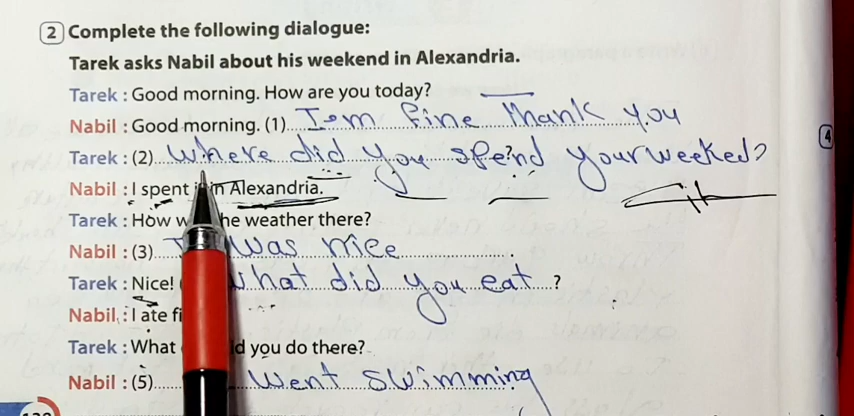 2 Complete the following dialogue:
Tarek asks Nabil about his weekend in Alexandria.
Tarek : Good morning. How are you today?
Nabil : Good morning. (1) I am fine thank you
Tarek : (2) Where did you spend your weeked?
4
Nabil : I spent in Alexandria.
Tarek : How the weather there?
Nabil : (3) was nice
Tarek : Nice! what did you eat ?
Nabil : I ate
Tarek : What you do there?
Nabil : (5) went swimming